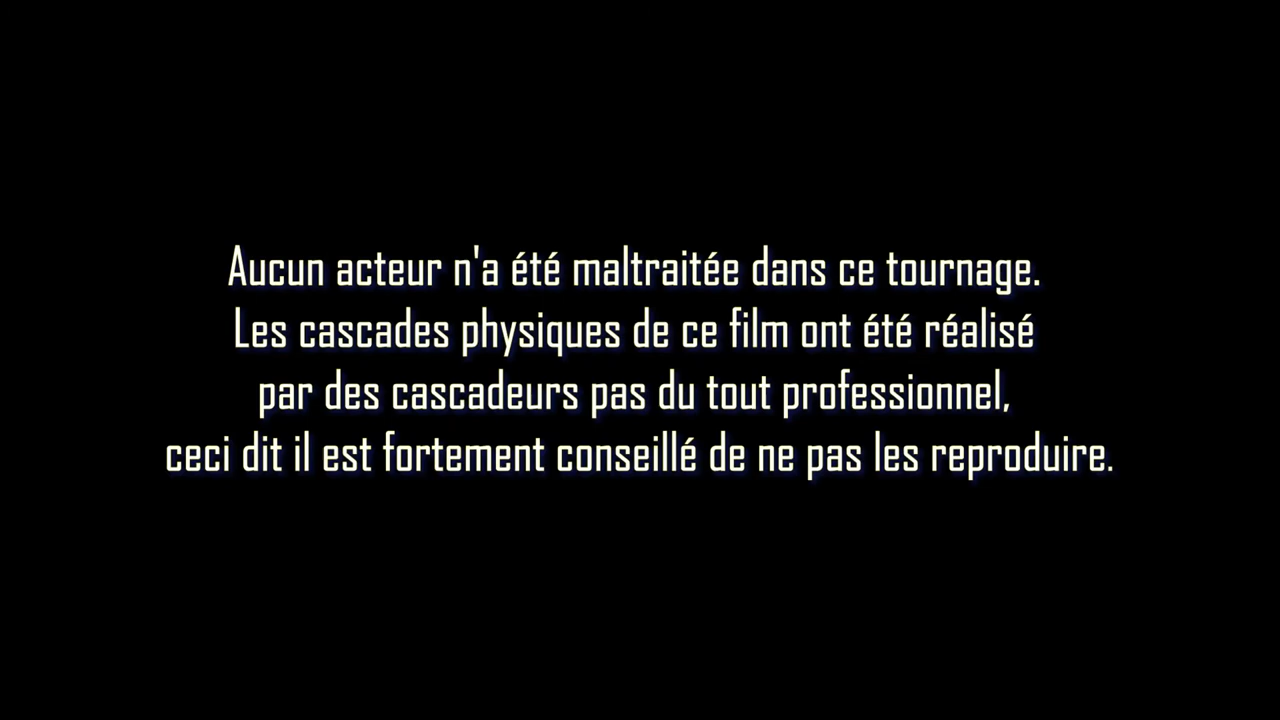 Aucun acteur n'a été maltraitée dans ce tournage.
Les cascades physiques de ce film ont été réalisé
par des cascadeurs pas du tout professionnel,
ceci dit il est fortement conseillé de ne pas les reproduire.